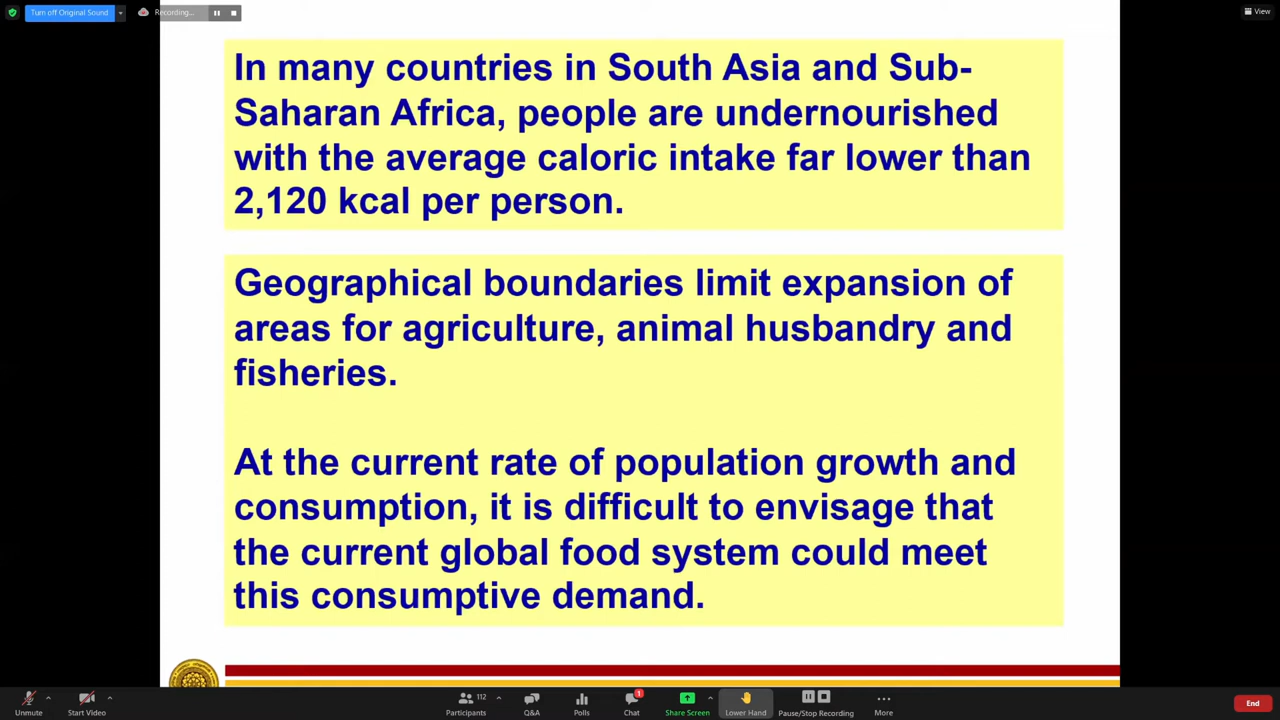 Turn off Original Sound
Recording...
View
In many countries in South Asia and Sub-
Saharan Africa, people are undernourished
with the average caloric intake far lower than
2,120 kcal per person.
Geographical boundaries limit expansion of
areas for agriculture, animal husbandry and
fisheries.
At the current rate of population growth and
consumption, it is difficult to envisage that
the current global food system could meet
this consumptive demand.
Unmute
Start Video
Participants
112
Q&A
Polls
Chat
1
Share Screen
Lower Hand
Pause/Stop Recording
More
End